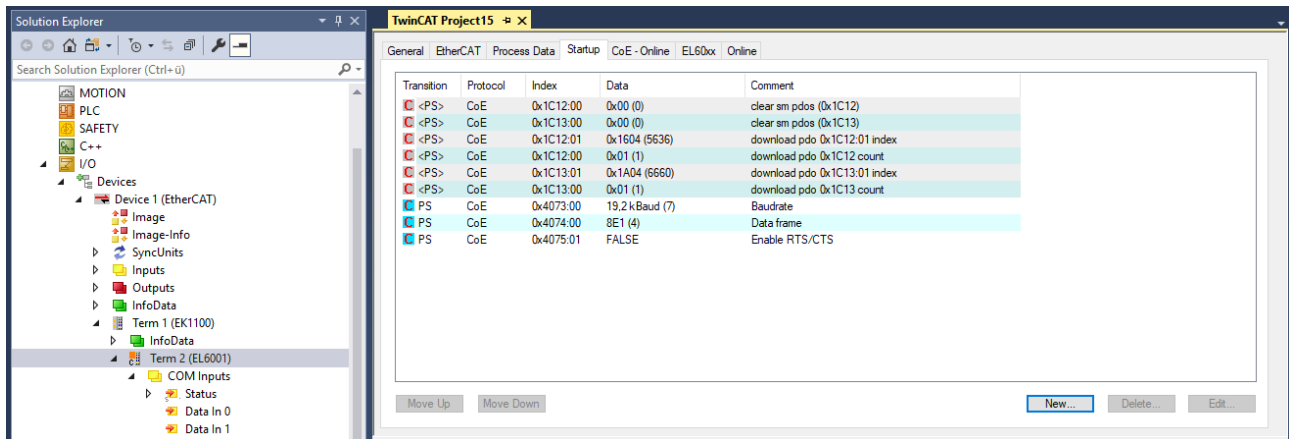 Solution Explorer
Search Solution Explorer (Ctrl+ü)
MOTION
PLC
SAFETY
C++
I/O
Devices
Device 1 (EtherCAT)
Image
Image-Info
SyncUnits
Inputs
Outputs
InfoData
Term 1 (EK1100)
InfoData
Term 2 (EL6001)
COM Inputs
Status
Data In 0
Data In 1
TwinCAT Project15
General EtherCAT Process Data Startup CoE - Online EL60xx Online
Transition Protocol Index Data Comment
C <PS> CoE 0x1C12:00 0x00 (0) clear sm pdos (0x1C12)
C <PS> CoE 0x1C13:00 0x00 (0) clear sm pdos (0x1C13)
C <PS> CoE 0x1C12:01 0x1604 (5636) download pdo 0x1C12:01 index
C <PS> CoE 0x1C12:00 0x01 (1) download pdo 0x1C12 count
C <PS> CoE 0x1C13:01 0x1A04 (6660) download pdo 0x1C13:01 index
C <PS> CoE 0x1C13:00 0x01 (1) download pdo 0x1C13 count
C PS CoE 0x4073:00 19,2 kBaud (7) Baudrate
C PS CoE 0x4074:00 8E1 (4) Data frame
C PS CoE 0x4075:01 FALSE Enable RTS/CTS
Move Up Move Down New... Delete... Edit...